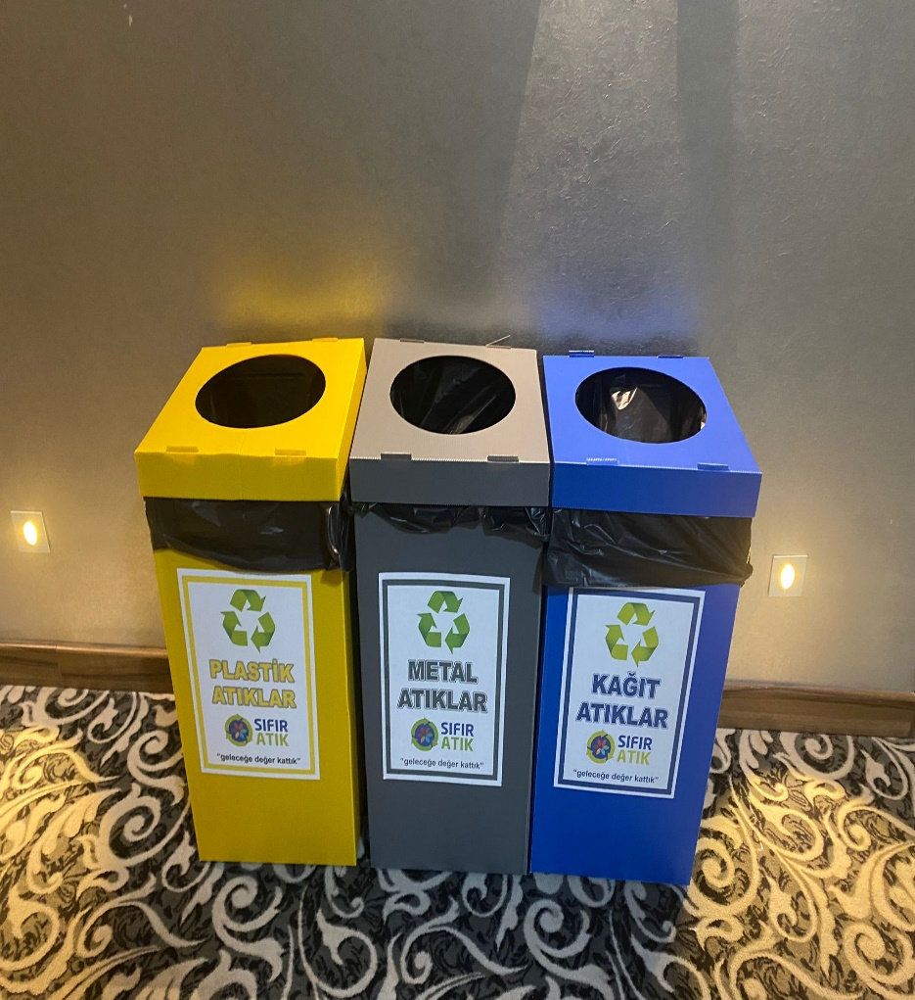 PLASTİK
ATIKLAR
SIFIR
ATIK
"geleceğe değer kattık"
METAL
ATIKLAR
SIFIR
ATIK
"geleceğe değer kattık"
KAĞIT
ATIKLAR
SIFIR
ATIK
"geleceğe değer kattık"